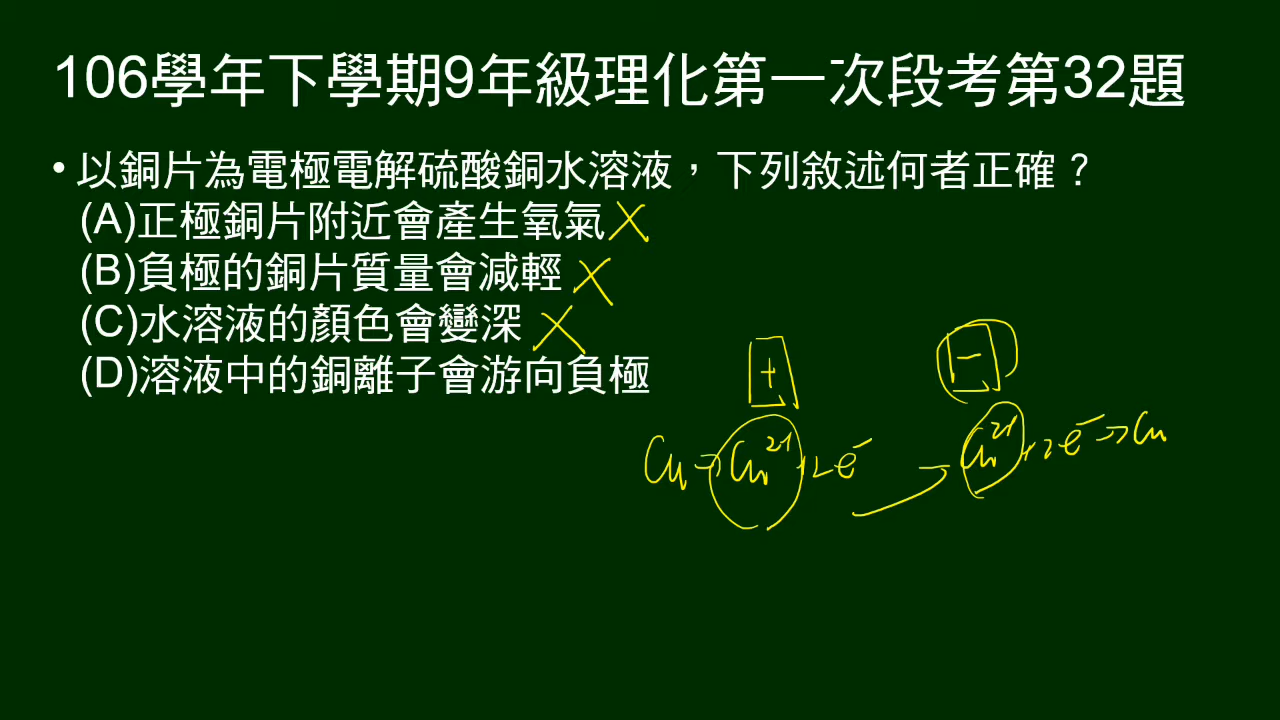 106學年下學期9年級理化第一次段考第32題
• 以銅片為電極電解硫酸銅水溶液，下列敘述何者正確？
(A)正極銅片附近會產生氧氣 X
(B)負極的銅片質量會減輕 X
(C)水溶液的顏色會變深 X
(D)溶液中的銅離子會游向負極
+ −
Cu → Cu²⁺ + 2e⁻ → Cu²⁺ + 2e⁻ → Cu